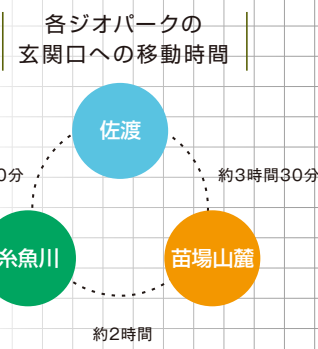 各ジオパークの
玄関口への移動時間
佐渡
0分
約3時間30分
糸魚川
苗場山麓
約2時間